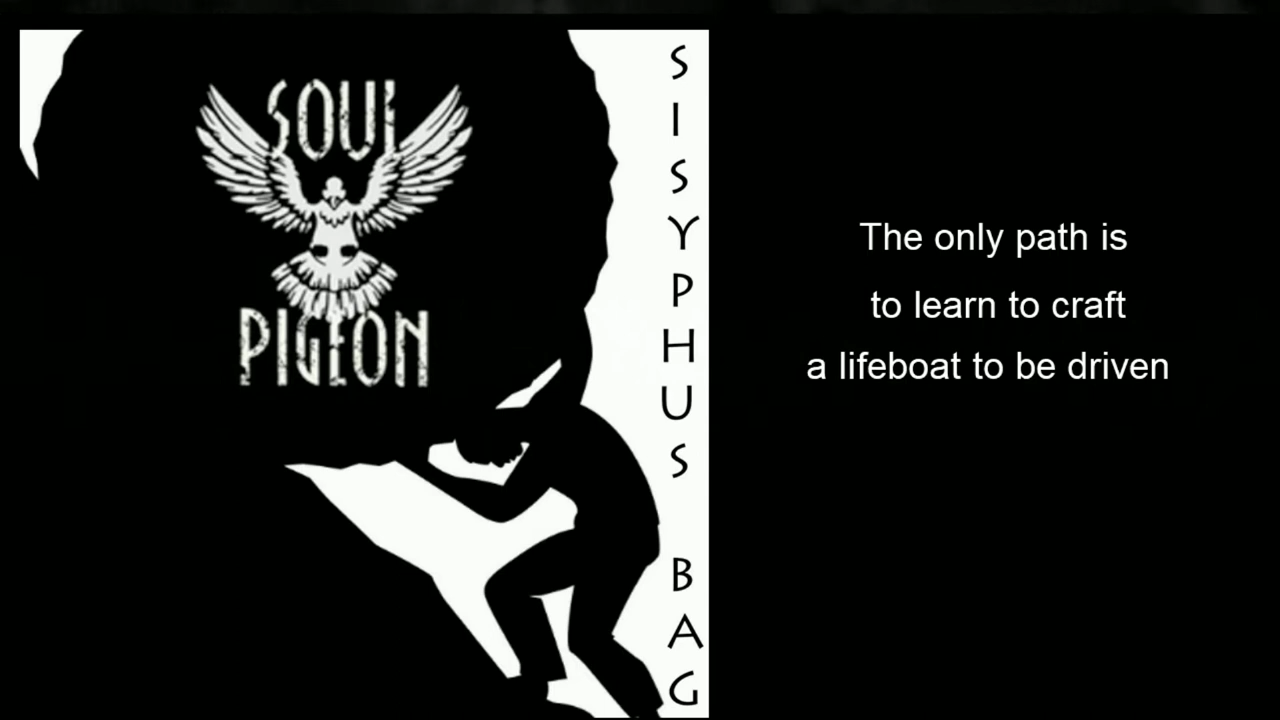 SOUL
PIGEON
SISYPHUS BAG
The only path is
to learn to craft
a lifeboat to be driven